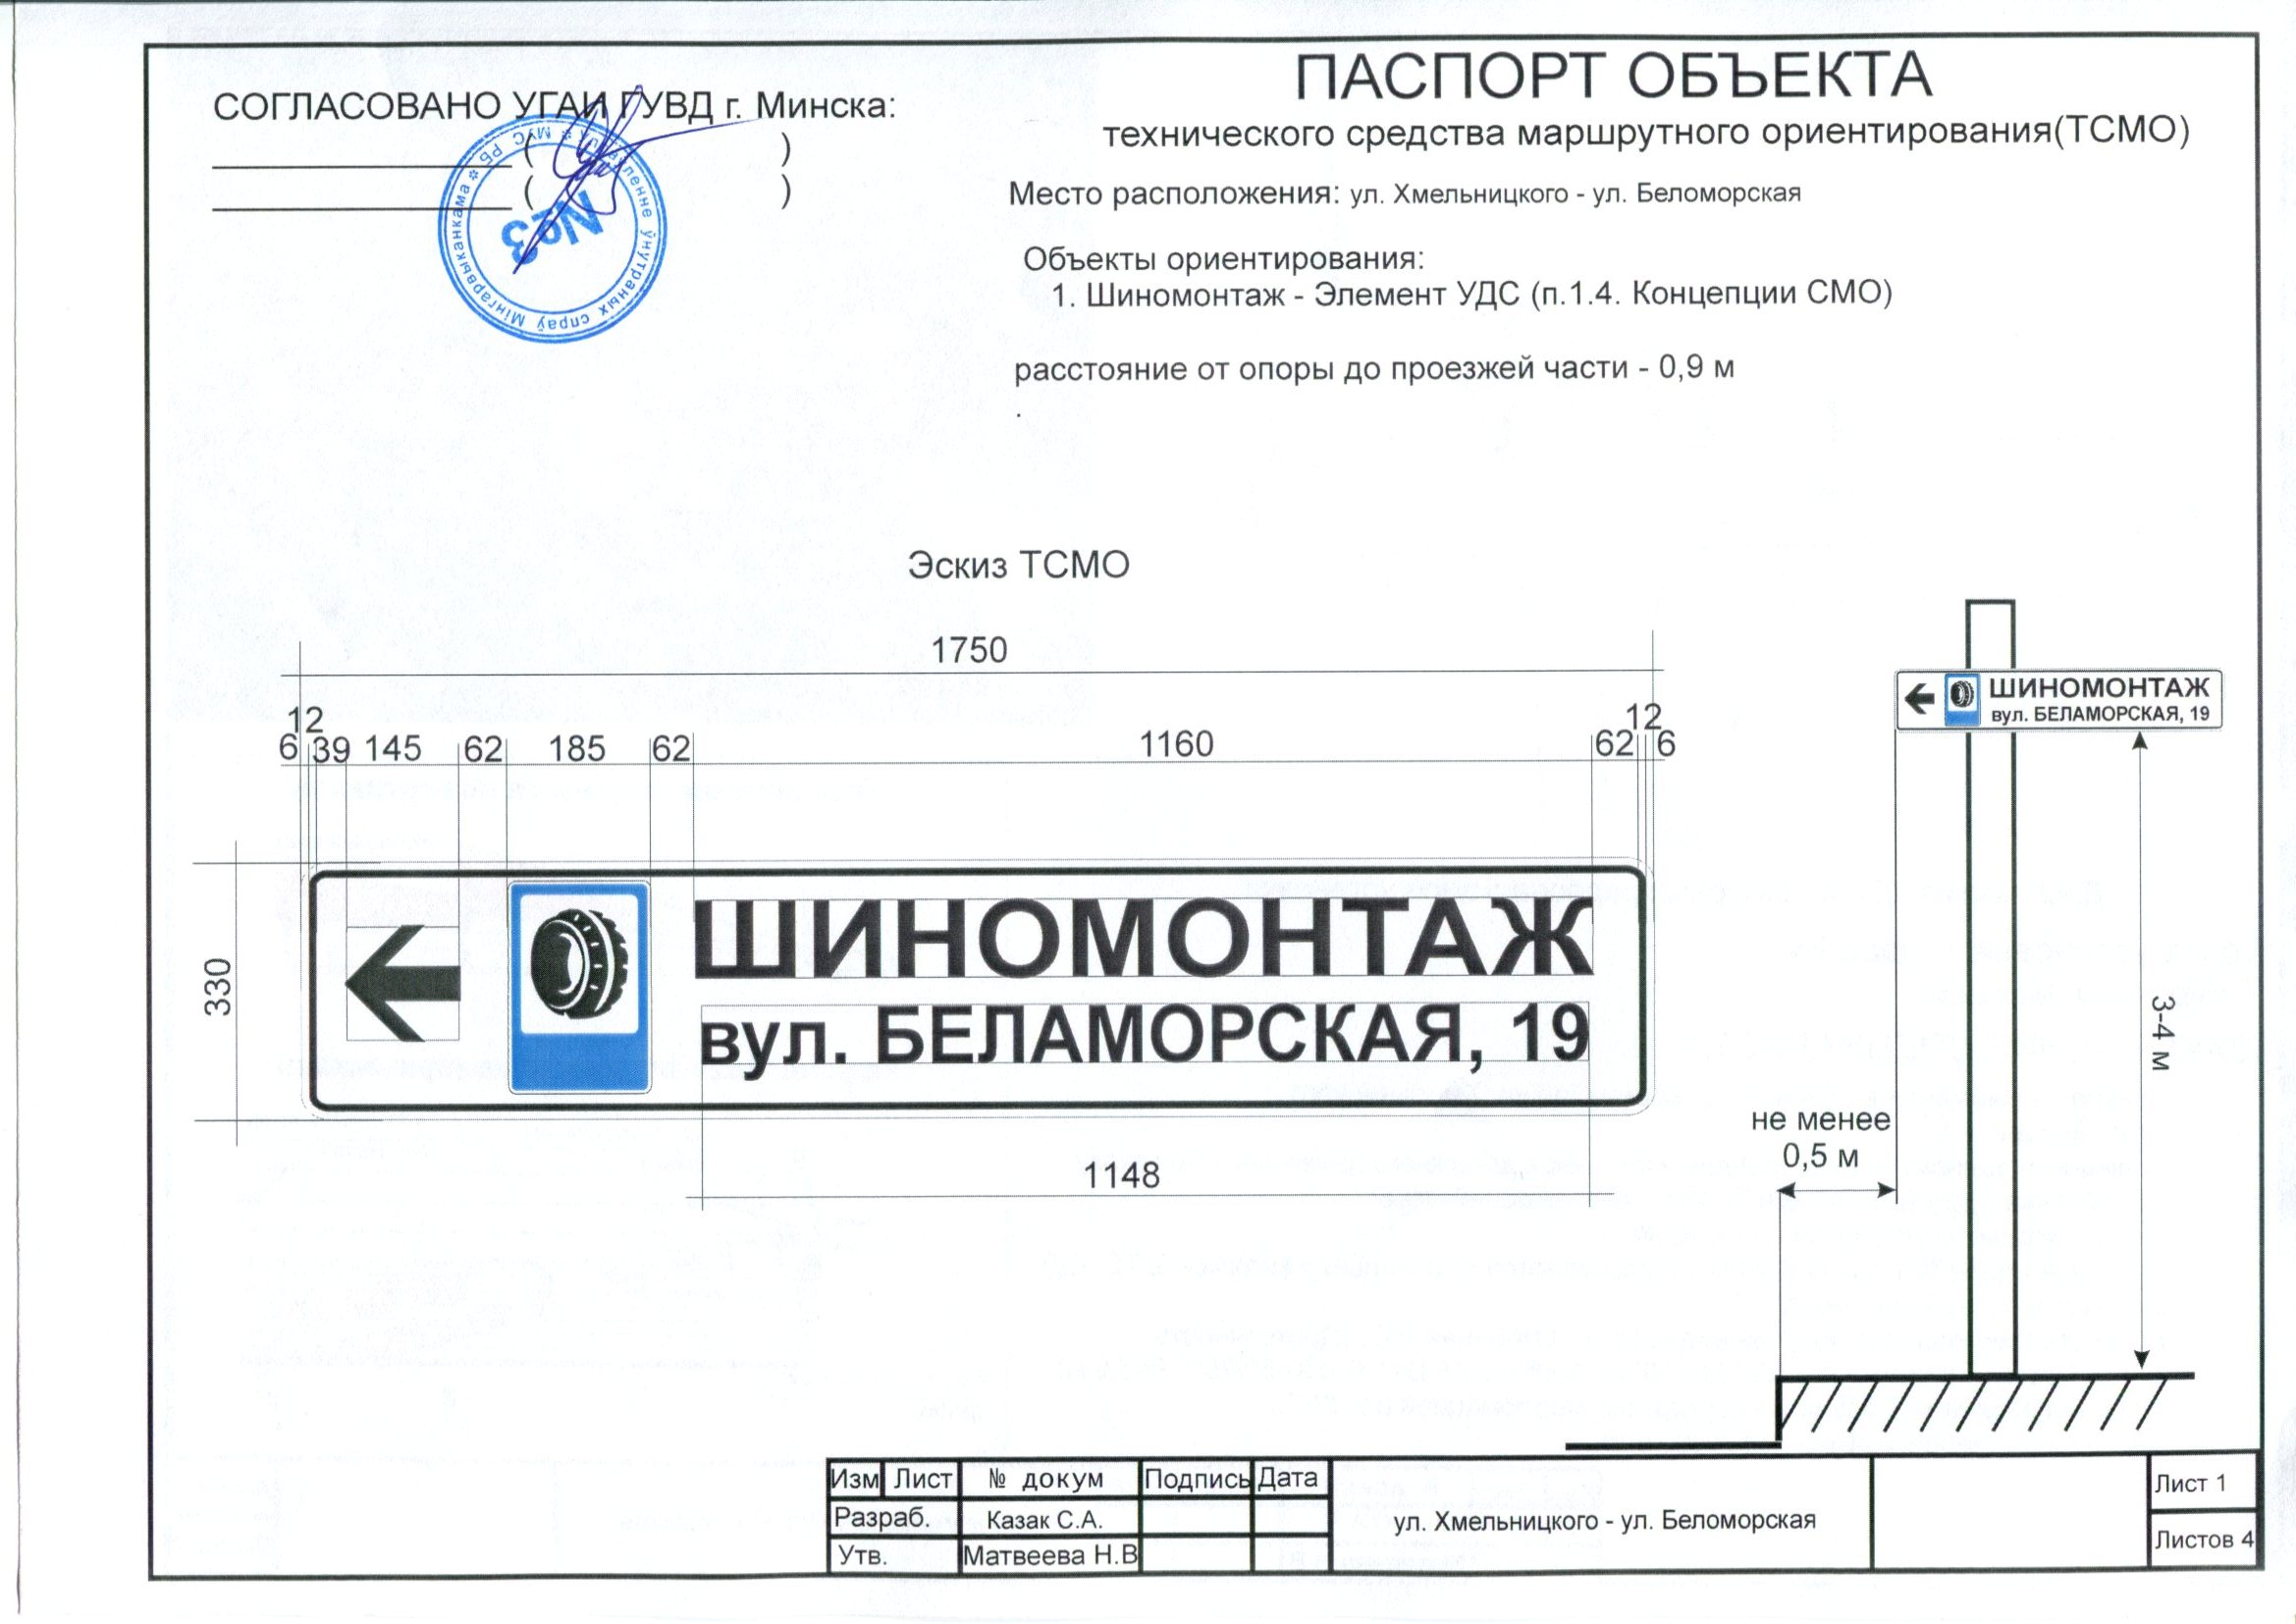 СОГЛАСОВАНО УГАИ ГУВД г. Минска:
( )
( )
упраўленне ўнутраных спраў Мінгарвыканкама * МУС РБ *
№3
ПАСПОРТ ОБЪЕКТА
технического средства маршрутного ориентирования(ТСМО)
Место расположения: ул. Хмельницкого - ул. Беломорская
Объекты ориентирования:
1. Шиномонтаж - Элемент УДС (п.1.4. Концепции СМО)
расстояние от опоры до проезжей части - 0,9 м
.
Эскиз ТСМО
1750
12 12
6 39 145 62 185 62 1160 62 6
330
ШИНОМОНТАЖ
вул. БЕЛАМОРСКАЯ, 19
1148
ШИНОМОНТАЖ
вул. БЕЛАМОРСКАЯ, 19
3-4 м
не менее
0,5 м
Изм Лист № докум Подпись Дата
Разраб. Казак С.А.
Утв. Матвеева Н.В
ул. Хмельницкого - ул. Беломорская
Лист 1
Листов 4